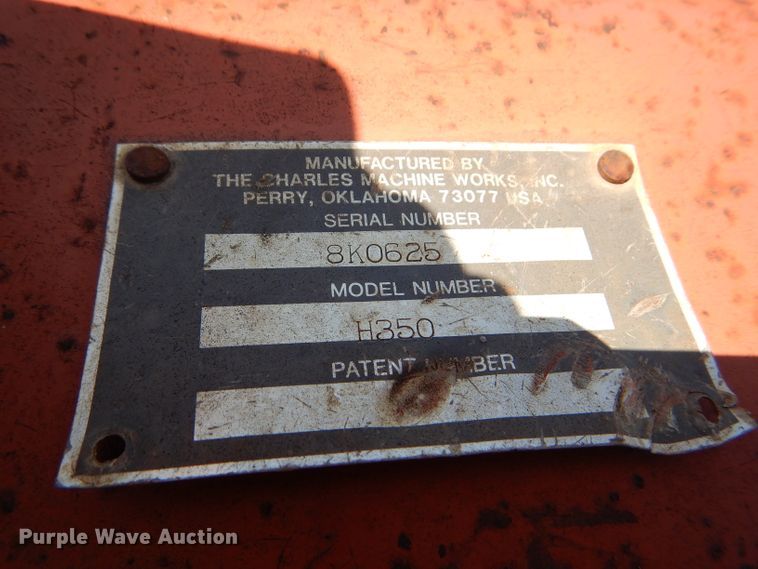 MANUFACTURED BY
THE CHARLES MACHINE WORKS, INC.
PERRY, OKLAHOMA 73077 USA
SERIAL NUMBER
8K0625
MODEL NUMBER
H350
PATENT NUMBER
Purple Wave Auction